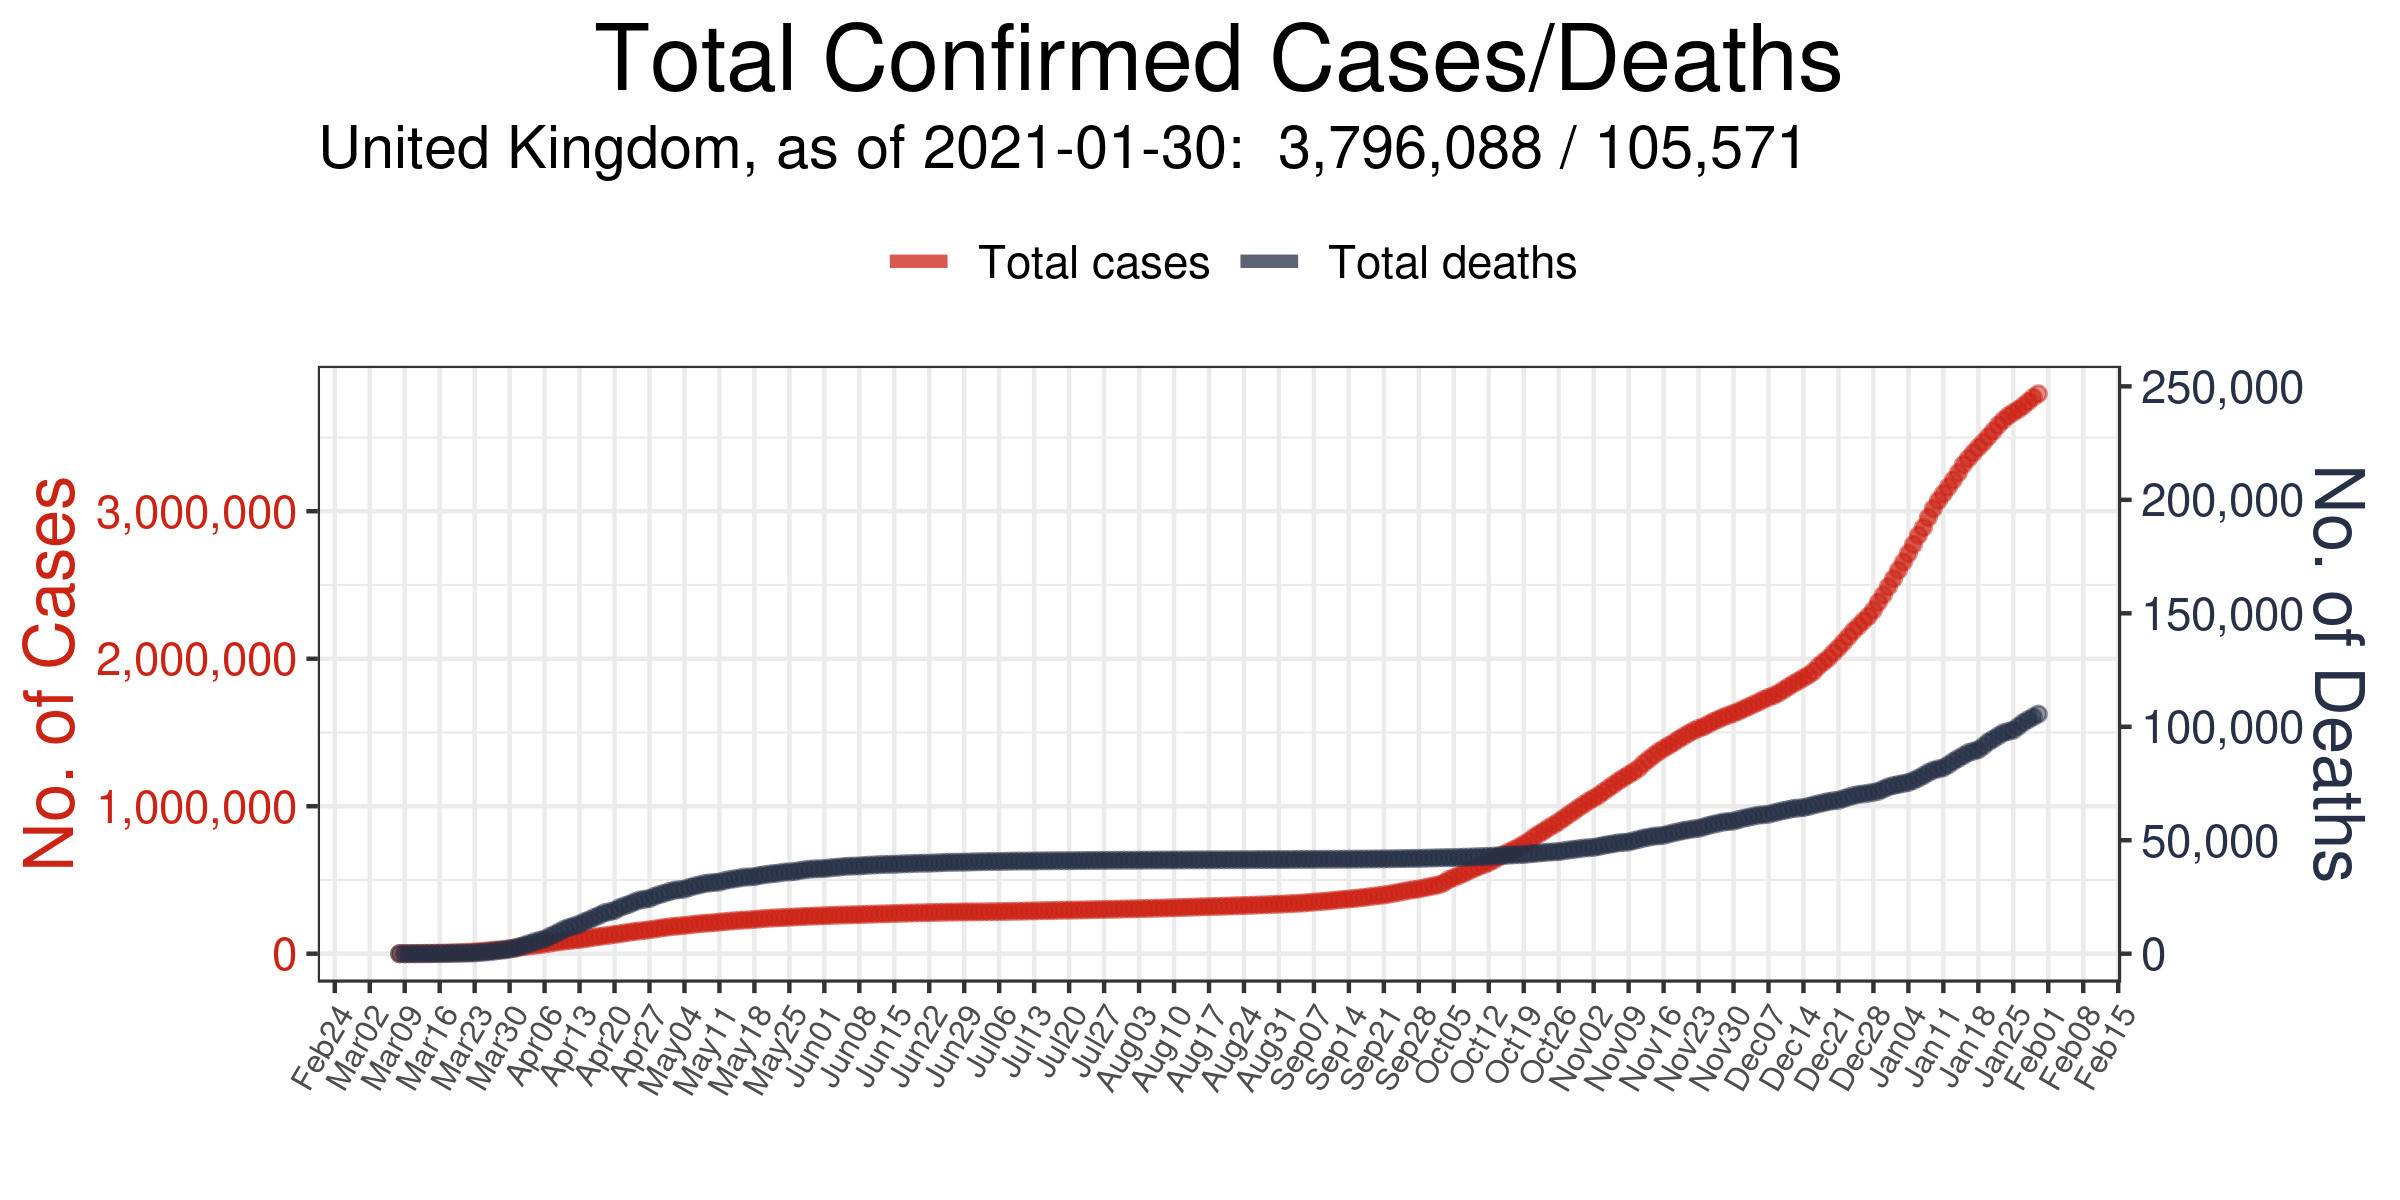 Total Confirmed Cases/Deaths
United Kingdom, as of 2021-01-30: 3,796,088 / 105,571
Total cases
Total deaths
No. of Cases
3,000,000
2,000,000
1,000,000
0
250,000
200,000
150,000
100,000
50,000
0
No. of Deaths
Feb24
Mar02
Mar09
Mar16
Mar23
Mar30
Apr06
Apr13
Apr20
Apr27
May04
May11
May18
May25
Jun01
Jun08
Jun15
Jun22
Jun29
Jul06
Jul13
Jul20
Jul27
Aug03
Aug10
Aug17
Aug24
Aug31
Sep07
Sep14
Sep21
Sep28
Oct05
Oct12
Oct19
Oct26
Nov02
Nov09
Nov16
Nov23
Nov30
Dec07
Dec14
Dec21
Dec28
Jan04
Jan11
Jan18
Jan25
Feb01
Feb08
Feb15